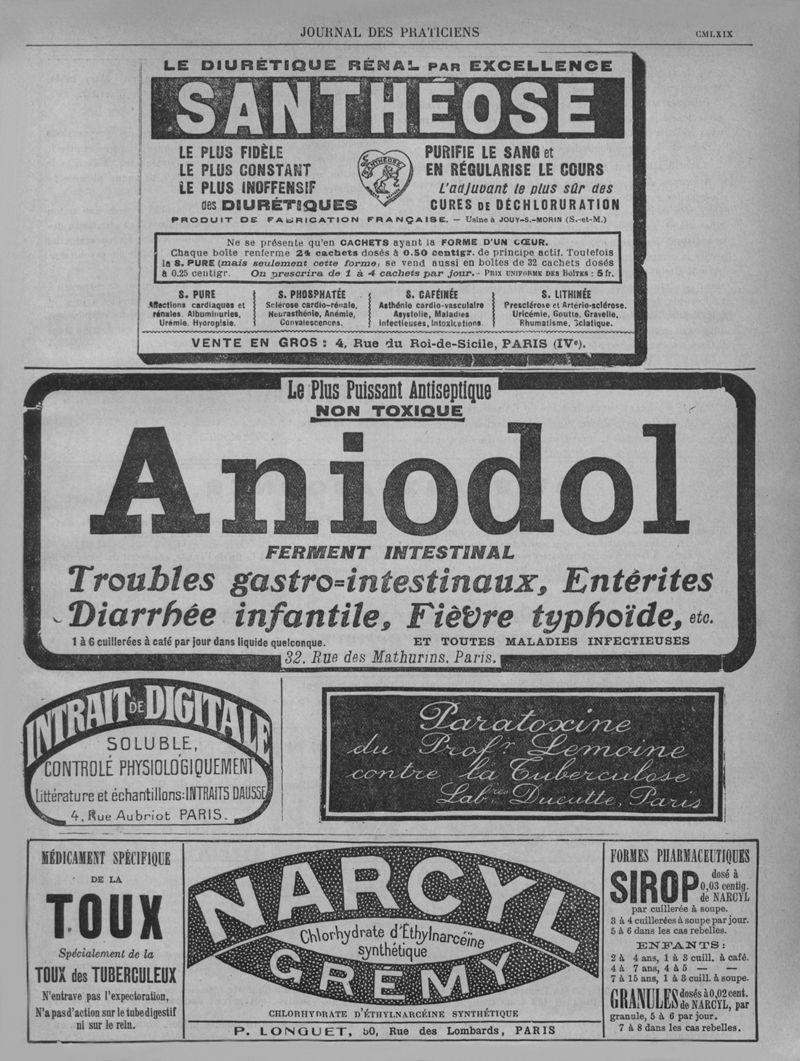 JOURNAL DES PRATICIENS
CMLXIX
LE DIURÉTIQUE RÉNAL PAR EXCELLENCE
SANTHÉOSE
LE PLUS FIDÈLE
LE PLUS CONSTANT
LE PLUS INOFFENSIF
des DIURÉTIQUES
SANTHÉOSE
PURIFIE LE SANG et
EN RÉGULARISE LE COURS
L'adjuvant le plus sûr des
CURES DE DÉCHLORURATION
PRODUIT DE FABRICATION FRANÇAISE. — Usine à JOUY-S.-MORIN (S.-et-M.)
Ne se présente qu'en CACHETS ayant la FORME D'UN CŒUR.
Chaque boîte renferme 24 cachets dosés à 0.50 centigr. de principe actif. Toutefois
la S. PURE (mais seulement cette forme) se vend aussi en boîtes de 32 cachets dosés
à 0.25 centigr. On prescrira de 1 à 4 cachets par jour. - PRIX UNIFORME DES BOÎTES : 5 fr.
S. PURE
Affections cardiaques et
rénales, Albuminuries,
Urémie, Hydropisie.
S. PHOSPHATÉE
Sclérose cardio-rénale,
Neurasthénie, Anémie,
Convalescences.
S. CAFÉINÉE
Asthénie cardio-vasculaire
Asystolie, Maladies
infectieuses, Intoxications.
S. LITHINÉE
Presclérose et Artério-sclérose.
Uricémie, Goutte, Gravelle,
Rhumatisme, Sciatique.
VENTE EN GROS : 4, Rue du Roi-de-Sicile, PARIS (IVe).
Le Plus Puissant Antiseptique
NON TOXIQUE
Aniodol
FERMENT INTESTINAL
Troubles gastro=intestinaux, Entérites
Diarrhée infantile, Fièvre typhoïde, etc.
1 à 6 cuillerées à café par jour dans liquide quelconque.
ET TOUTES MALADIES INFECTIEUSES
32, Rue des Mathurins, Paris.
INTRAIT DE DIGITALE
SOLUBLE,
CONTROLÉ PHYSIOLOGIQUEMENT
Littérature et échantillons: INTRAITS DAUSSE
4, Rue Aubriot PARIS.
Paratoxine
du Profr Lemoine
contre la Tuberculose
Labres Ducatte, Paris
MÉDICAMENT SPÉCIFIQUE
DE LA
TOUX
Spécialement de la
TOUX des TUBERCULEUX
N'entrave pas l'expectoration,
N'a pas d'action sur le tube digestif
ni sur le rein.
NARCYL
Chlorhydrate d'Éthylnarcéine
synthétique
GRÉMY
CHLORHYDRATE D'ÉTHYLNARCÉINE SYNTHÉTIQUE
P. LONGUET, 50, Rue des Lombards, PARIS
FORMES PHARMACEUTIQUES
SIROP dosé à
0,03 centig.
de NARCYL
par cuillerée à soupe.
3 à 4 cuillerées à soupe par jour.
5 à 6 dans les cas rebelles.
ENFANTS :
2 à 4 ans, 1 à 3 cuill. à café.
4 à 7 ans, 4 à 5 — —
7 à 15 ans, 1 à 3 cuill. à soupe.
GRANULES dosés à 0,02 cent.
de NARCYL, par
granule, 5 à 6 par jour.
7 à 8 dans les cas rebelles.